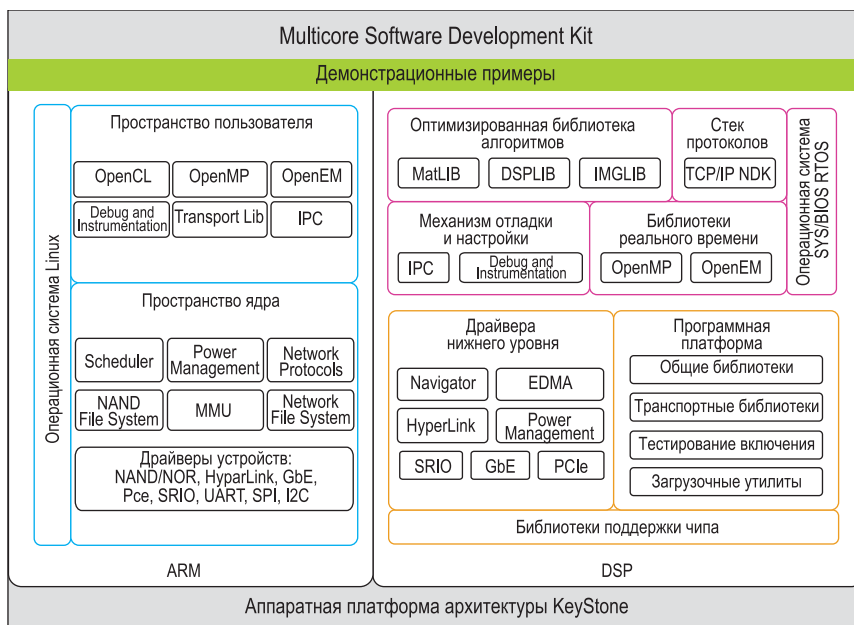 Multicore Software Development Kit
Демонстрационные примеры
Операционная система Linux
Пространство пользователя
OpenCL
OpenMP
OpenEM
Debug and
Instrumentation
Transport Lib
IPC
Пространство ядра
Scheduler
Power
Management
Network
Protocols
NAND
File System
MMU
Network
File System
Драйверы устройств:
NAND/NOR, HyparLink, GbE,
Pce, SRIO, UART, SPI, I2C
ARM
Оптимизированная библиотека
алгоритмов
MatLIB
DSPLIB
IMGLIB
Стек
протоколов
TCP/IP NDK
Операционная система
SYS/BIOS RTOS
Механизм отладки
и настройки
IPC
Debug and
Instrumentation
Библиотеки
реального времени
OpenMP
OpenEM
Драйвера
нижнего уровня
Navigator
EDMA
HyperLink
Power
Management
SRIO
GbE
PCIe
Программная
платформа
Общие библиотеки
Транспортные библиотеки
Тестирование включения
Загрузочные утилиты
Библиотеки поддержки чипа
DSP
Аппаратная платформа архитектуры KeyStone